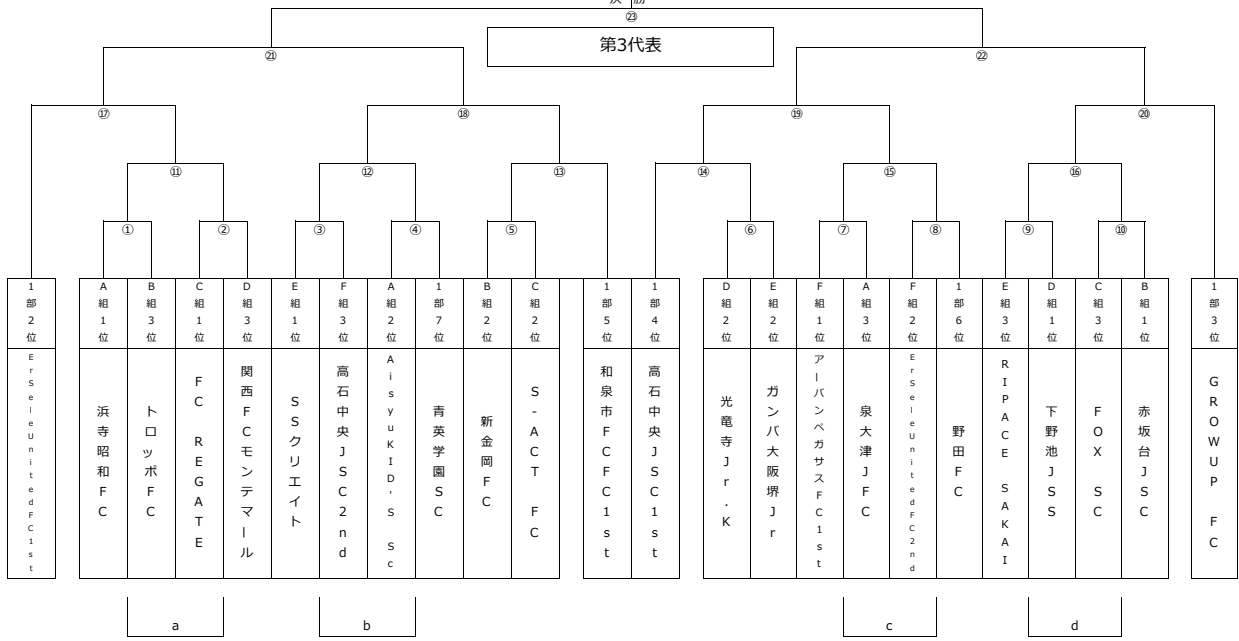 決 勝
㉓
第3代表
㉑
㉒
⑰
⑱
⑲
⑳
⑪
⑫
⑬
⑭
⑮
⑯
①
②
③
④
⑤
⑥
⑦
⑧
⑨
⑩
1部2位
A組1位
B組3位
C組1位
D組3位
E組1位
F組3位
A組2位
1部7位
B組2位
C組2位
1部5位
1部4位
D組2位
E組2位
F組1位
A組3位
F組2位
1部6位
E組3位
D組1位
C組3位
B組1位
1部3位
ErSeleUnitedFC1st
浜寺昭和FC
トロッポFC
FC REGATE
関西FCモンテマール
SSクリエイト
高石中央JSC2nd
AisyuKID'S Sc
青英学園SC
新金岡FC
S-ACT FC
和泉市FCFC1st
高石中央JSC1st
光竜寺Jr.K
ガンバ大阪堺Jr
アーバンペガサスFC1st
泉大津JFC
ErSeleUnitedFC2nd
野田FC
RIPACE SAKAI
下野池JSS
FOX SC
赤坂台JSC
GROWUP FC
a
b
c
d